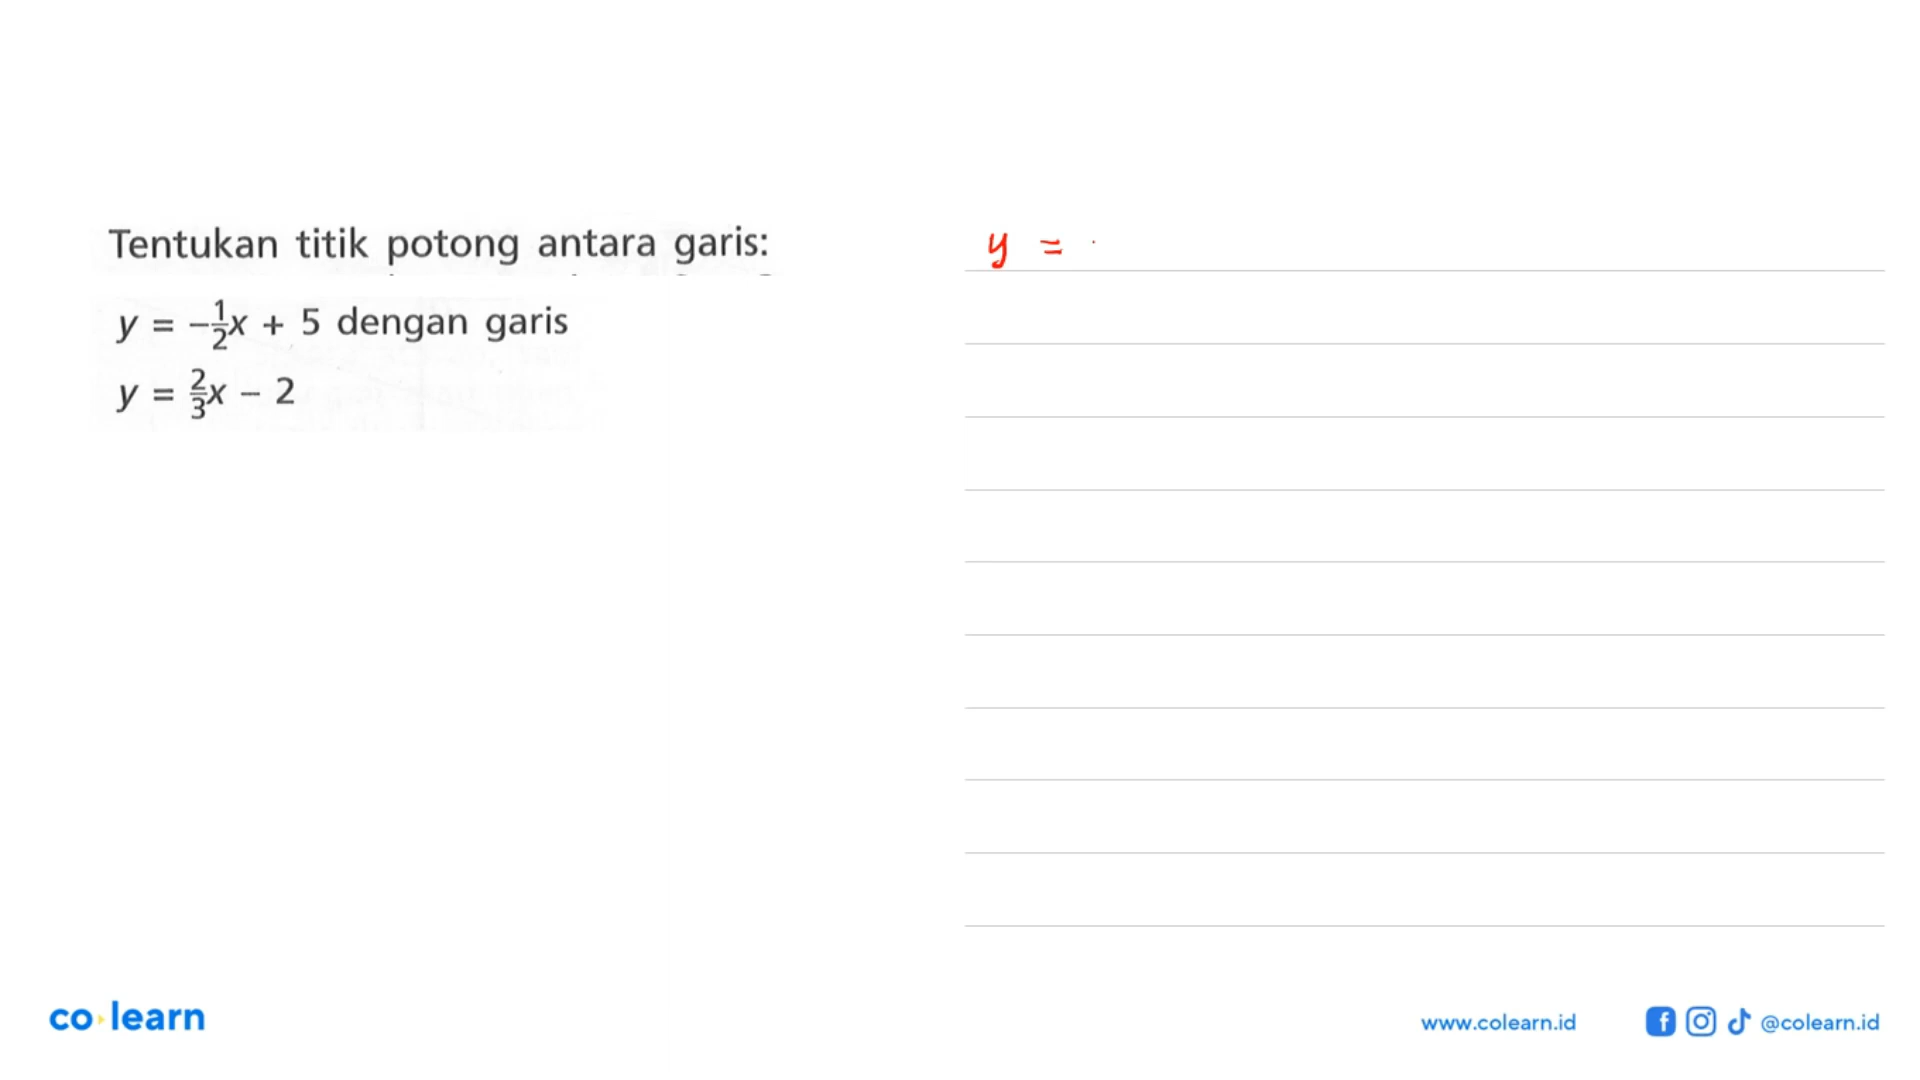 Tentukan titik potong antara garis:
y = -1/2x + 5 dengan garis
y = 2/3x - 2
y =
co learn
www.colearn.id
@colearn.id